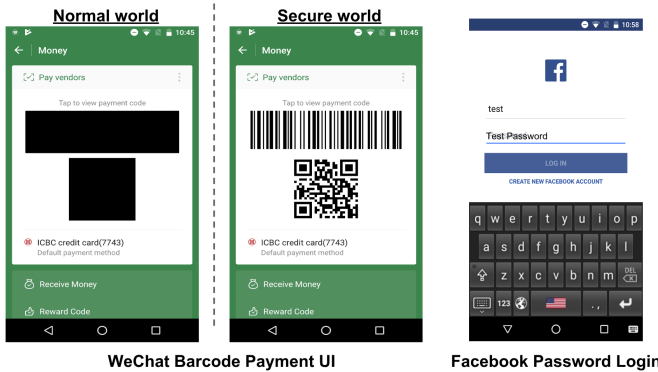 Normal world
10:45
Money
Pay vendors
Tap to view payment code
ICBC credit card(7743)
Default payment method
Receive Money
Reward Code
Secure world
10:45
Money
Pay vendors
Tap to view payment code
ICBC credit card(7743)
Default payment method
Receive Money
Reward Code
WeChat Barcode Payment UI
10:58
f
test
Test Password
LOG IN
CREATE NEW FACEBOOK ACCOUNT
q w e r t y u i o p
a s d f g h j k l
z x c v b n m DEL
123 . ,
Facebook Password Login